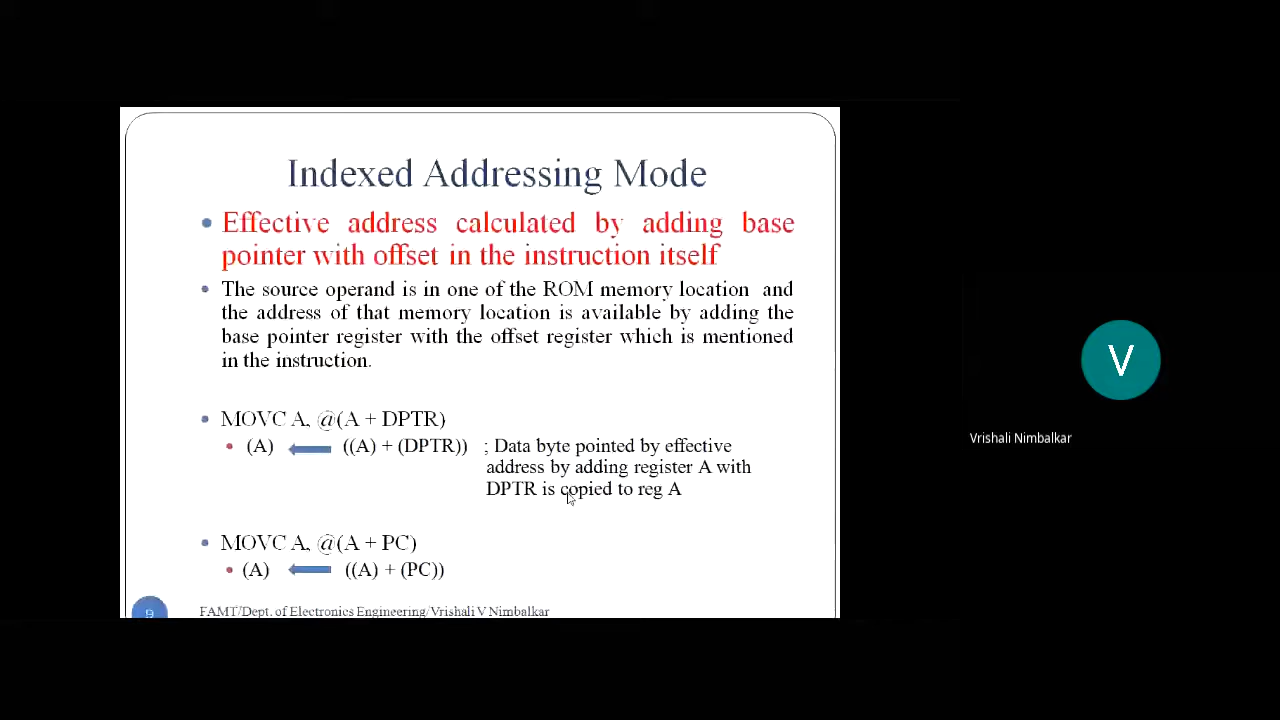 Indexed Addressing Mode
Effective address calculated by adding base
pointer with offset in the instruction itself
The source operand is in one of the ROM memory location and
the address of that memory location is available by adding the
base pointer register with the offset register which is mentioned
in the instruction.
MOVC A, @(A + DPTR)
(A) ((A) + (DPTR)) ; Data byte pointed by effective
address by adding register A with
DPTR is copied to reg A
MOVC A, @(A + PC)
(A) ((A) + (PC))
9 FAMT/Dept. of Electronics Engineering/Vrishali V Nimbalkar
V
Vrishali Nimbalkar